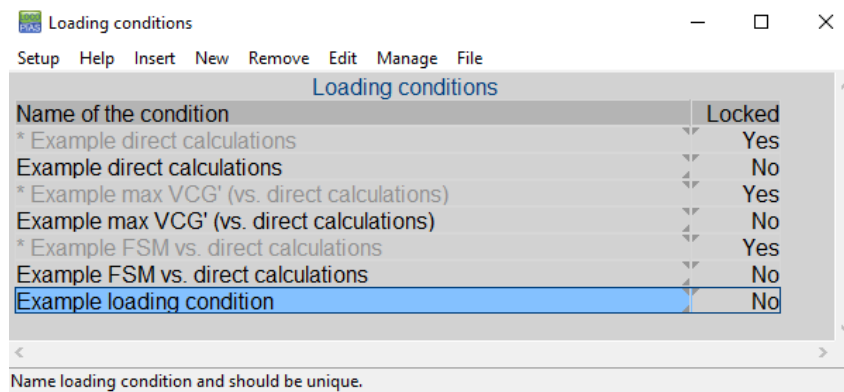 LOCO PIAS Loading conditions
Setup Help Insert New Remove Edit Manage File
Loading conditions
Name of the condition Locked
* Example direct calculations Yes
Example direct calculations No
* Example max VCG' (vs. direct calculations) Yes
Example max VCG' (vs. direct calculations) No
* Example FSM vs. direct calculations Yes
Example FSM vs. direct calculations No
Example loading condition No
Name loading condition and should be unique.